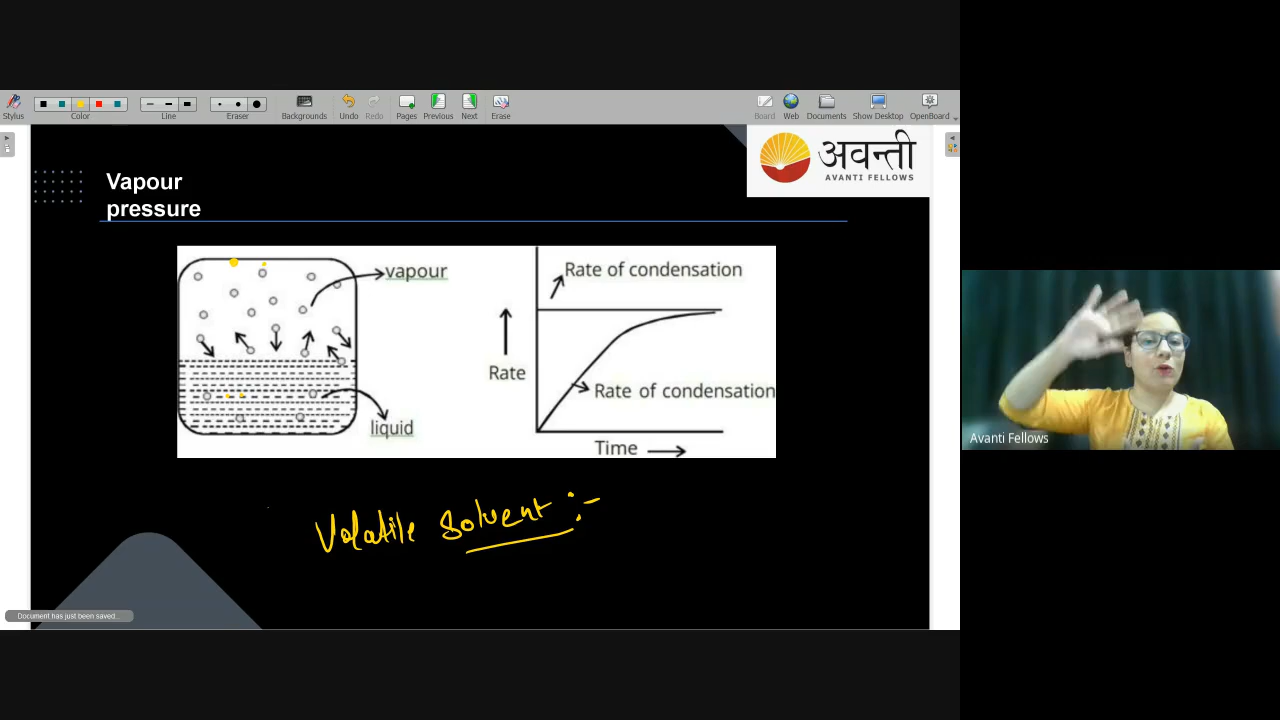 Stylus
Color
Line
Eraser
Backgrounds
Undo
Redo
Pages
Previous
Next
Erase
Board
Web
Documents
Show Desktop
OpenBoard
अवन्ती
AVANTI FELLOWS
Vapour
pressure
vapour
liquid
Rate of condensation
Rate
Rate of condensation
Time
Volatile Solvent :-
Avanti Fellows
Document has just been saved...